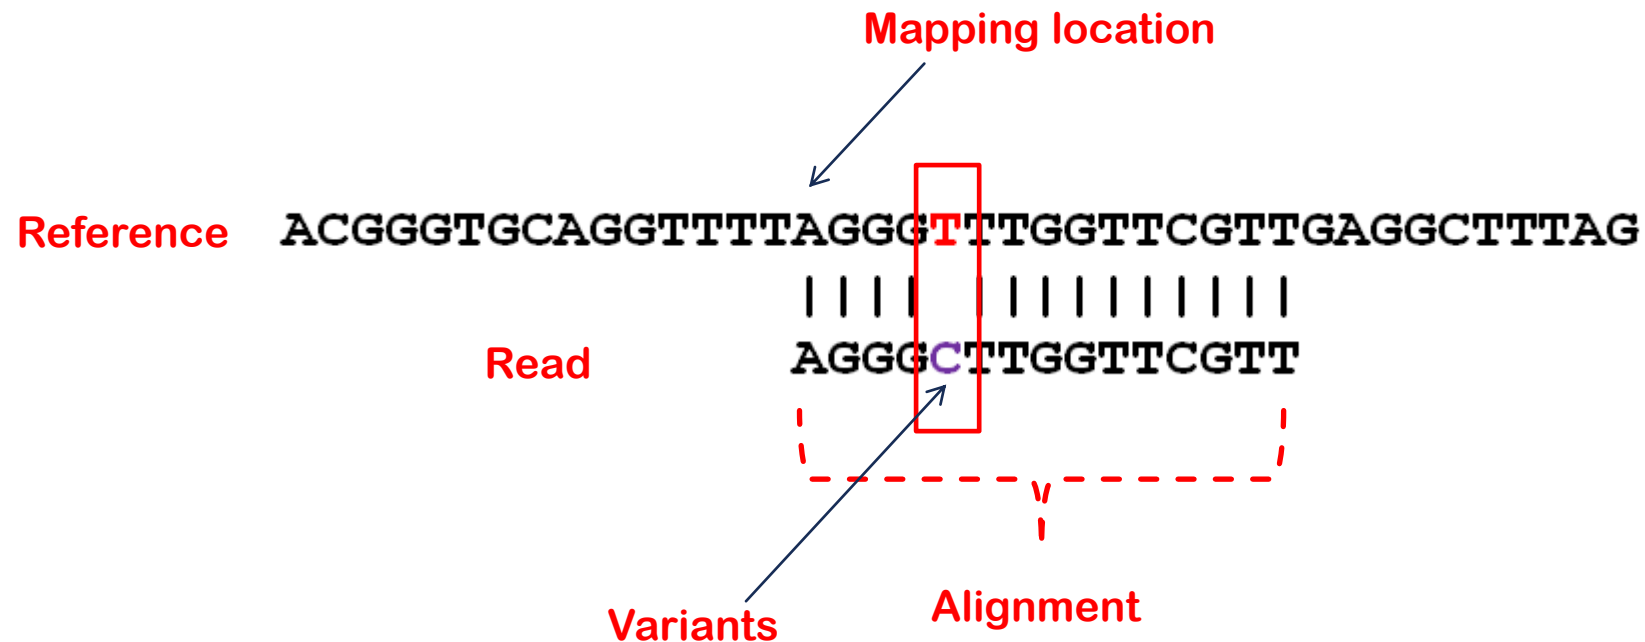 Mapping location
Reference ACGGGTGCAGGTTTTAGGGTTTGGTTCGTTGAGGCTTTAG
Read AGGGCTTGGTTCGTT
Alignment
Variants